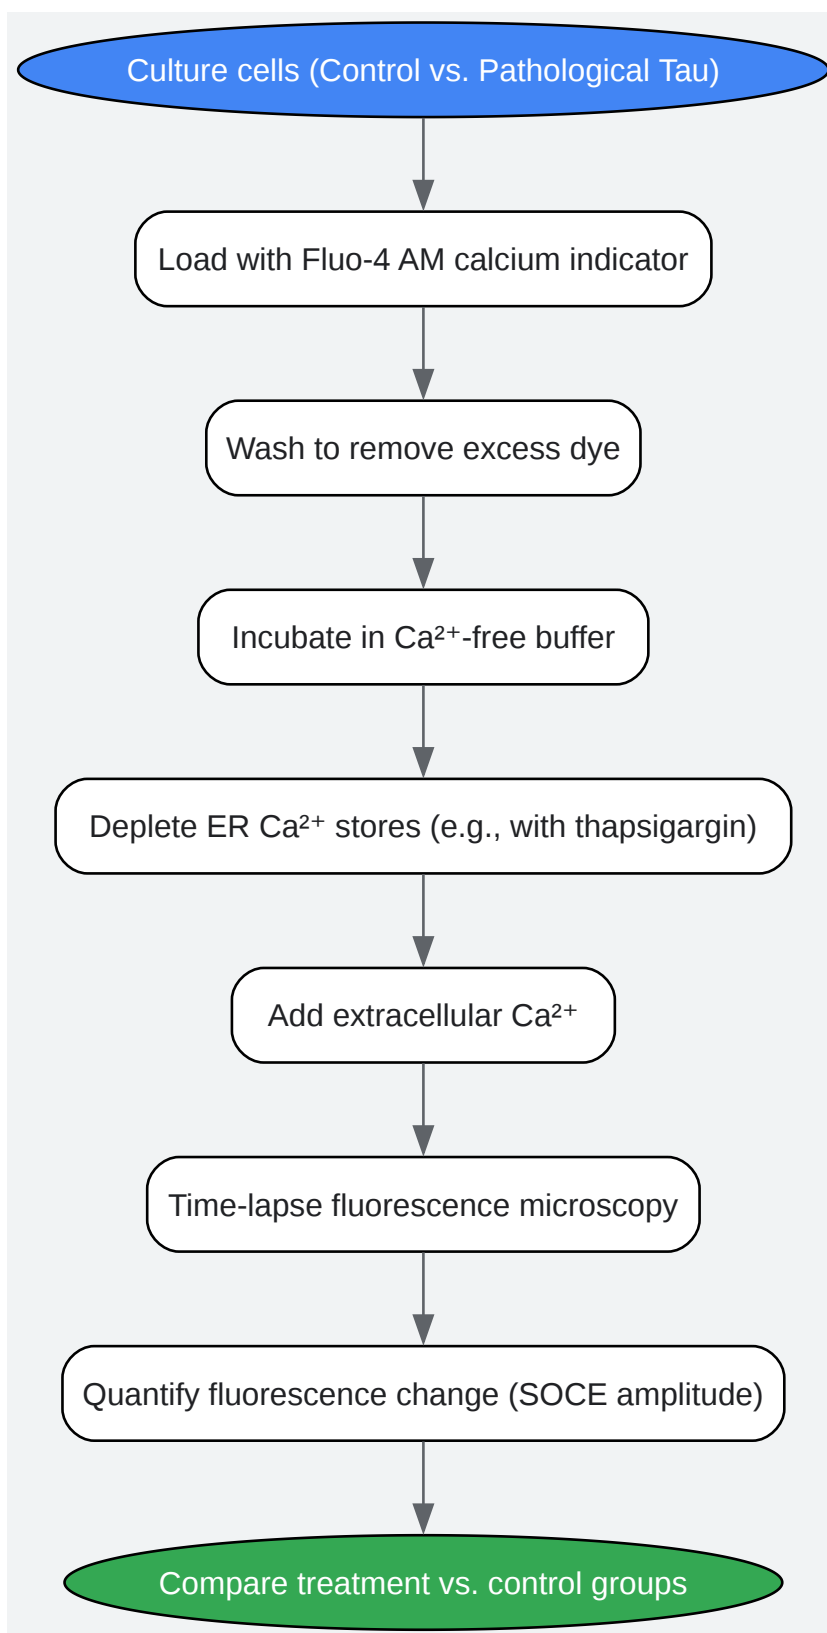 Culture cells (Control vs. Pathological Tau)
Load with Fluo-4 AM calcium indicator
Wash to remove excess dye
Incubate in Ca²⁺-free buffer
Deplete ER Ca²⁺ stores (e.g., with thapsigargin)
Add extracellular Ca²⁺
Time-lapse fluorescence microscopy
Quantify fluorescence change (SOCE amplitude)
Compare treatment vs. control groups